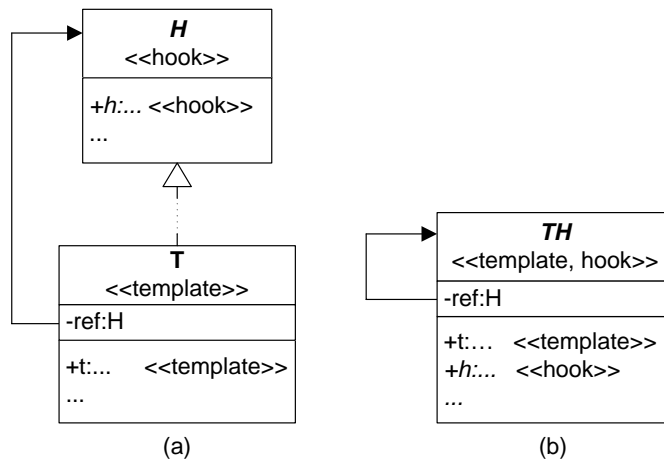 H
<<hook>>
+h:... <<hook>>
...
T
<<template>>
-ref:H
+t:... <<template>>
...
(a)
TH
<<template, hook>>
-ref:H
+t:... <<template>>
+h:... <<hook>>
...
(b)